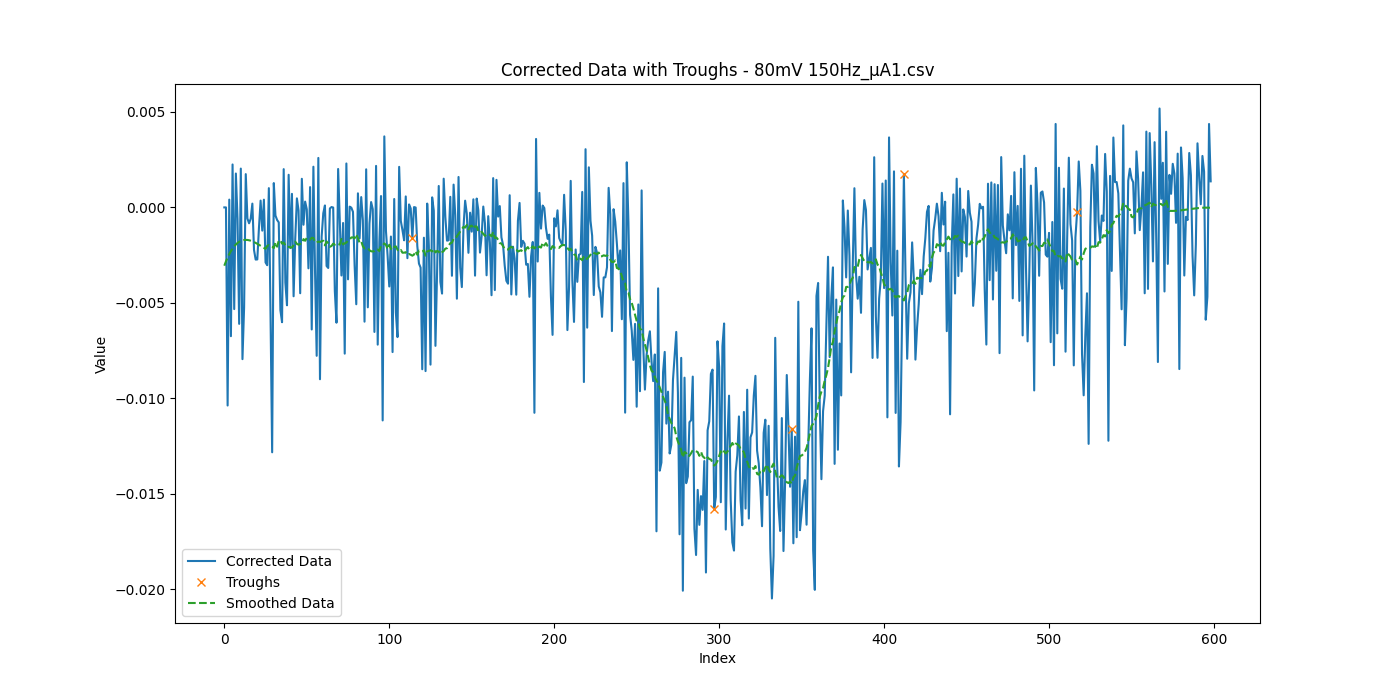 Corrected Data with Troughs - 80mV 150Hz_µA1.csv
Value
0.005
0.000
−0.005
−0.010
−0.015
−0.020
Corrected Data
Troughs
Smoothed Data
0
100
200
300
400
500
600
Index